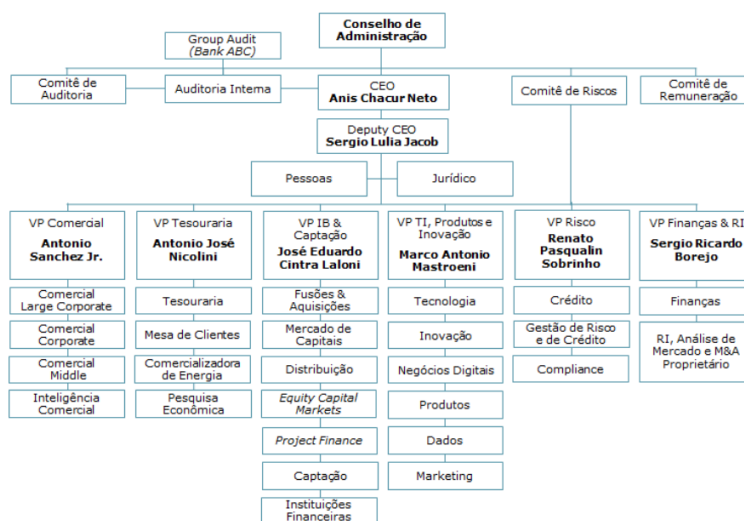 Conselho de
Administração
Group Audit
(Bank ABC)
Comitê de
Auditoria
Auditoria Interna
CEO
Anis Chacur Neto
Comitê de Riscos
Comitê de
Remuneração
Deputy CEO
Sergio Lulia Jacob
Pessoas
Jurídico
VP Comercial
Antonio
Sanchez Jr.
Comercial
Large Corporate
Comercial
Corporate
Comercial
Middle
Inteligência
Comercial
VP Tesouraria
Antonio José
Nicolini
Tesouraria
Mesa de Clientes
Comercializadora
de Energia
Pesquisa
Econômica
VP IB &
Captação
José Eduardo
Cintra Laloni
Fusões &
Aquisições
Mercado de
Capitais
Distribuição
Equity Capital
Markets
Project Finance
Captação
Instituições
Financeiras
VP TI, Produtos e
Inovação
Marco Antonio
Mastroeni
Tecnologia
Inovação
Negócios Digitais
Produtos
Dados
Marketing
VP Risco
Renato
Pasqualin
Sobrinho
Crédito
Gestão de Risco
e de Crédito
Compliance
VP Finanças & RI
Sergio Ricardo
Borejo
Finanças
RI, Análise de
Mercado e M&A
Proprietário